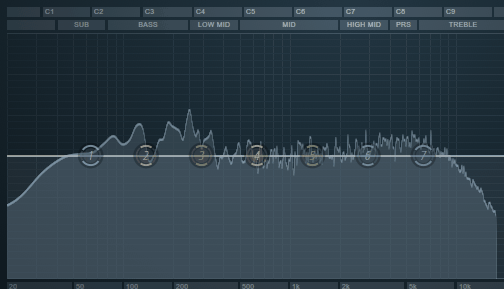 C1 C2 C3 C4 C5 C6 C7 C8 C9
SUB BASS LOW MID MID HIGH MID PRS TREBLE
1 2 3 4 5 6 7
20 50 100 200 500 1k 2k 5k 10k